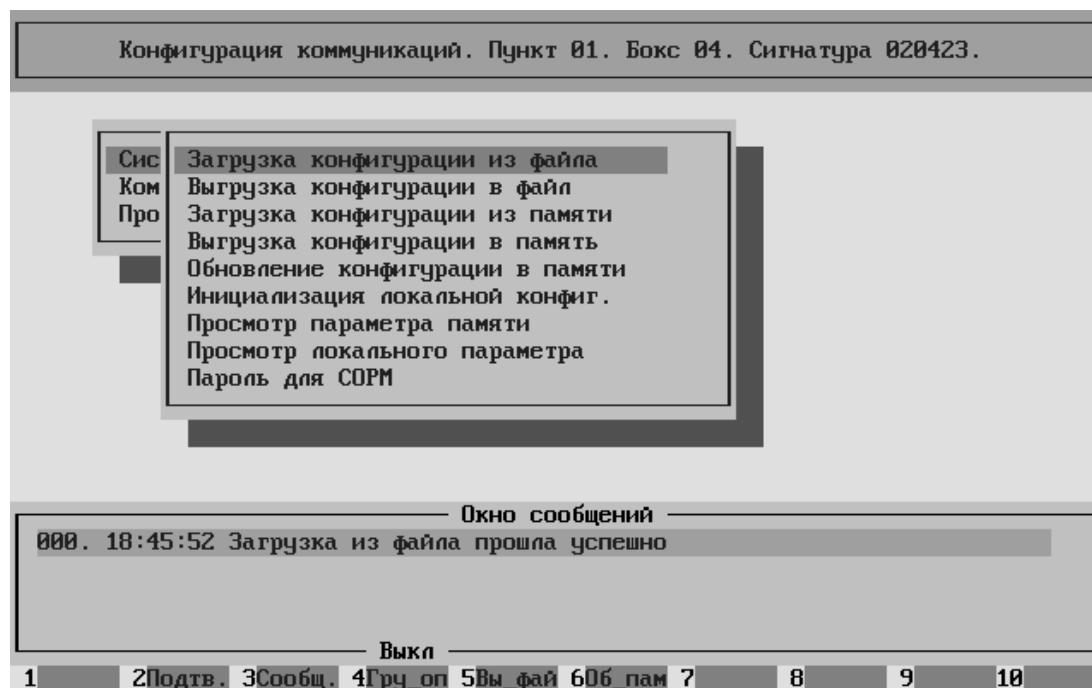 Конфигурация коммуникаций. Пункт 01. Бокс 04. Сигнатура 020423.
Сис
Ком
Про
Загрузка конфигурации из файла
Выгрузка конфигурации в файл
Загрузка конфигурации из памяти
Выгрузка конфигурации в память
Обновление конфигурации в памяти
Инициализация локальной конфиг.
Просмотр параметра памяти
Просмотр локального параметра
Пароль для СОРМ
Окно сообщений
000. 18:45:52 Загрузка из файла прошла успешно
Выкл
1 2Подтв. 3Сообщ. 4Гру_оп 5Вы_фай 6Об_пам 7 8 9 10